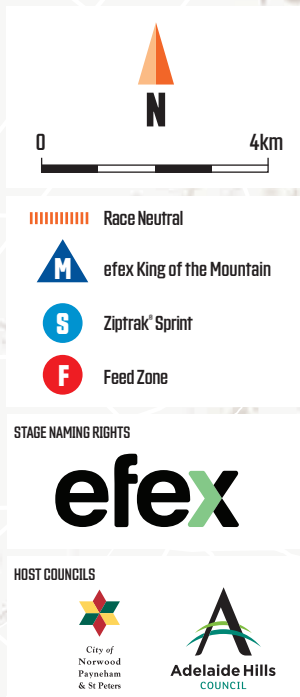 N
0 4km
Race Neutral
M efex King of the Mountain
S Ziptrak® Sprint
F Feed Zone
STAGE NAMING RIGHTS
efex
HOST COUNCILS
City of
Norwood
Payneham
& St Peters
Adelaide Hills
COUNCIL